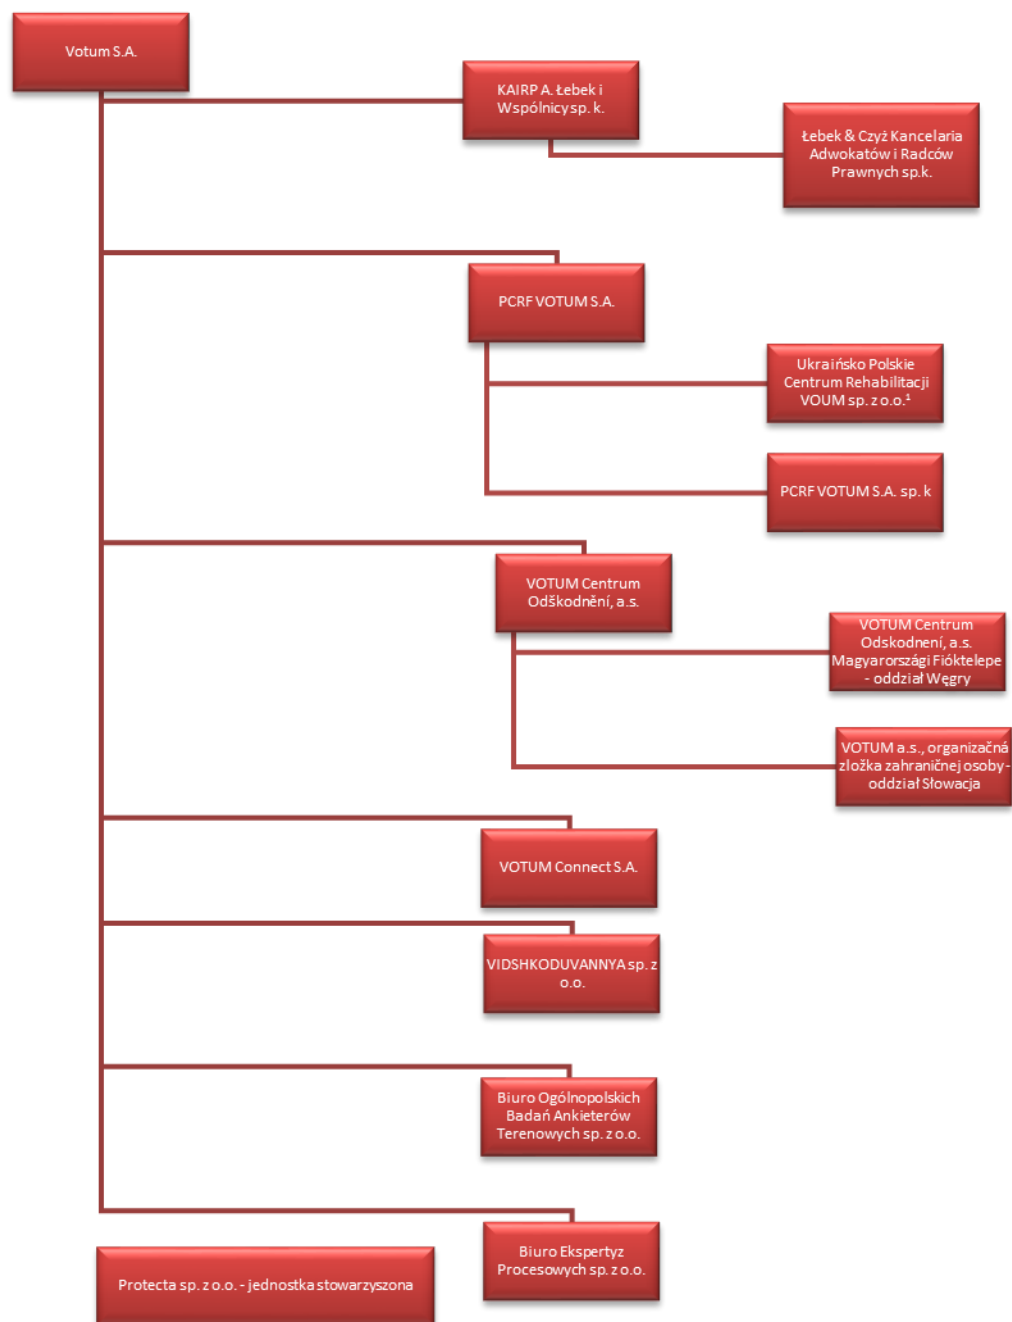 Votum S.A.
KAIRP A. Łebek i
Wspólnicy sp. k.
Łebek & Czyż Kancelaria
Adwokatów i Radców
Prawnych sp.k.
PCRF VOTUM S.A.
Ukraińsko Polskie
Centrum Rehabilitacji
VOUM sp. z o.o.¹
PCRF VOTUM S.A. sp. k
VOTUM Centrum
Odškodnění, a.s.
VOTUM Centrum
Odskodnení, a.s.
Magyarországi Fióktelepe
- oddział Węgry
VOTUM a.s., organizačná
zložka zahraničnej osoby-
oddział Słowacja
VOTUM Connect S.A.
VIDSHKODUVANNYA sp. z
o.o.
Biuro Ogólnopolskich
Badań Ankieterów
Terenowych sp. z o.o.
Biuro Ekspertyz
Procesowych sp. z o.o.
Protecta sp. z o.o. - jednostka stowarzyszona